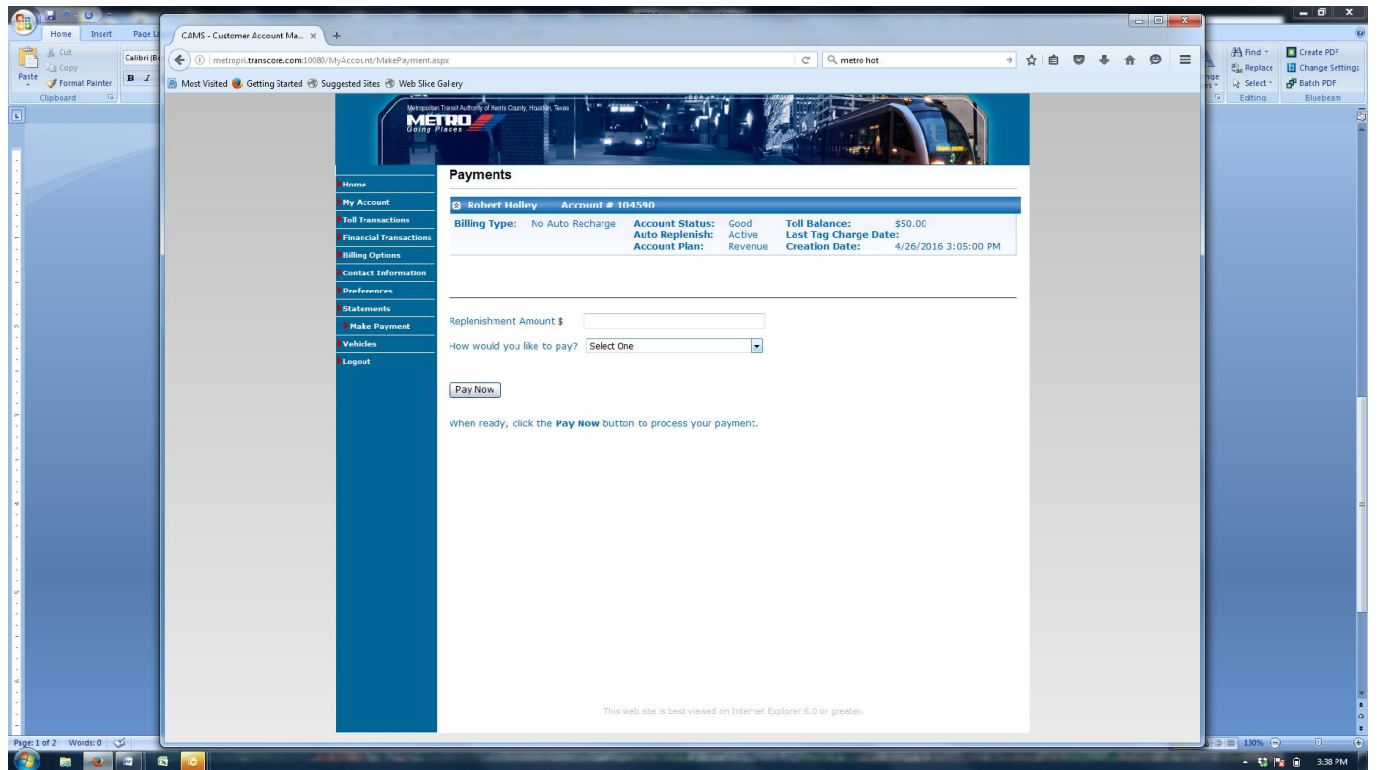 Home Insert Page La
Cut
Copy
Paste
Format Painter
Clipboard
Calibri (B
B I
CAMS - Customer Account Ma...
metropri.transcore.com:10080/MyAccount/MakePayment.aspx
metro hot
Most Visited Getting Started Suggested Sites Web Slice Gallery
Find
Replace
Select
Editing
Create PDF
Change Settings
Batch PDF
Bluebeam
Metropolitan Transit Authority of Harris County, Houston, Texas
METRO
Going Places
Home
My Account
Toll Transactions
Financial Transactions
Billing Options
Contact Information
Preferences
Statements
Make Payment
Vehicles
Logout
Payments
Robert Holley Account # 104590
Billing Type: No Auto Recharge Account Status: Good Toll Balance: $50.00
Auto Replenish: Active Last Tag Charge Date:
Account Plan: Revenue Creation Date: 4/26/2016 3:05:00 PM
Replenishment Amount $
How would you like to pay? Select One
Pay Now
When ready, click the Pay Now button to process your payment.
This web site is best viewed on Internet Explorer 6.0 or greater.
Page: 1 of 2 Words: 0
130%
3:38 PM